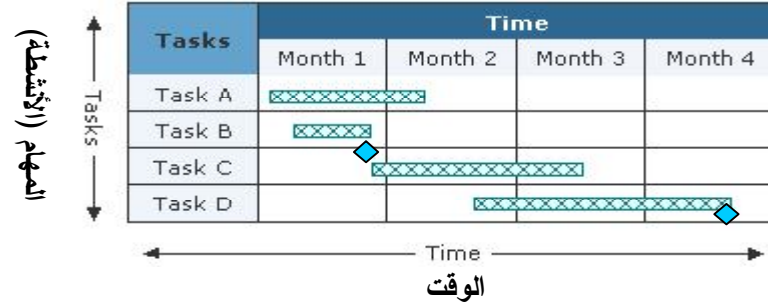 Tasks
Time
Month 1
Month 2
Month 3
Month 4
Task A
Task B
Task C
Task D
Tasks
المهام (الأنشطة)
Time
الوقت